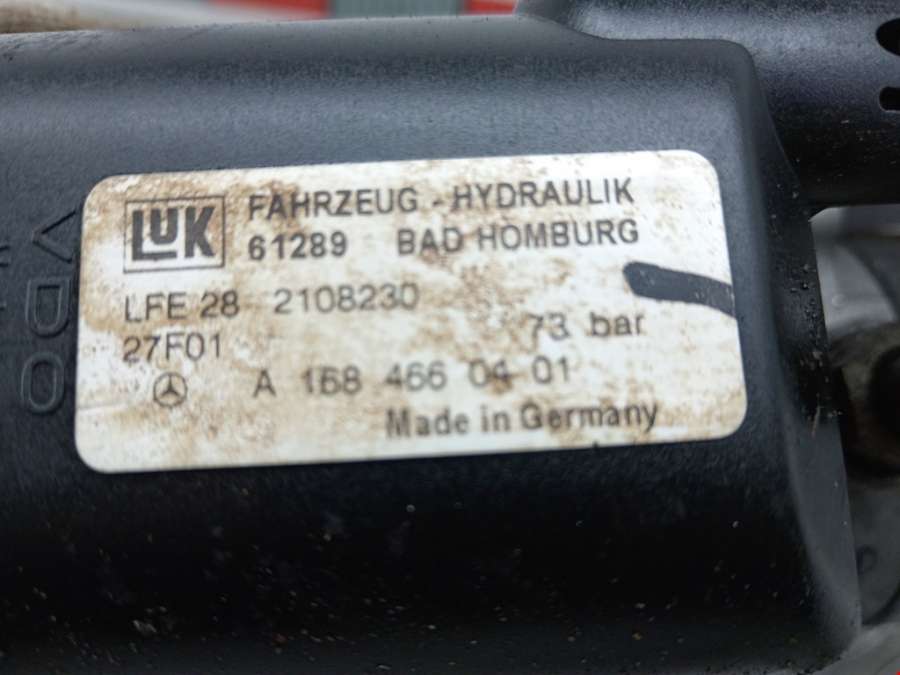 LUK FAHRZEUG - HYDRAULIK
61289 BAD HOMBURG
LFE 28 2108230
27F01 73 bar
A 168 466 04 01
Made in Germany
VDO